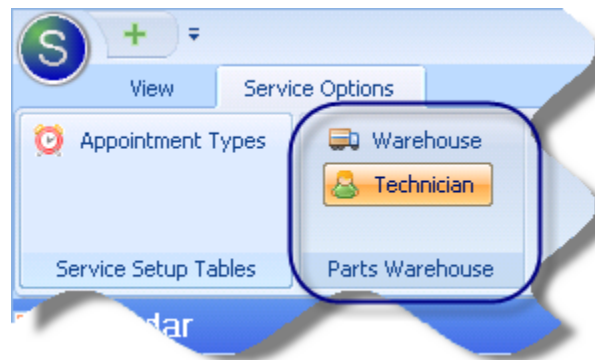 S
View Service Options
Appointment Types
Warehouse
Technician
Service Setup Tables
Parts Warehouse